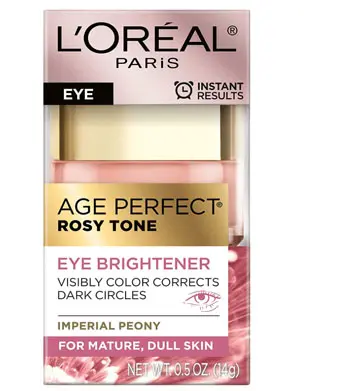 L'ORÉAL®
PARIS
EYE
INSTANT
RESULTS
AGE PERFECT®
ROSY TONE
EYE BRIGHTENER
VISIBLY COLOR CORRECTS
DARK CIRCLES
IMPERIAL PEONY
FOR MATURE, DULL SKIN
NET WT. 0.5 OZ. (14g)